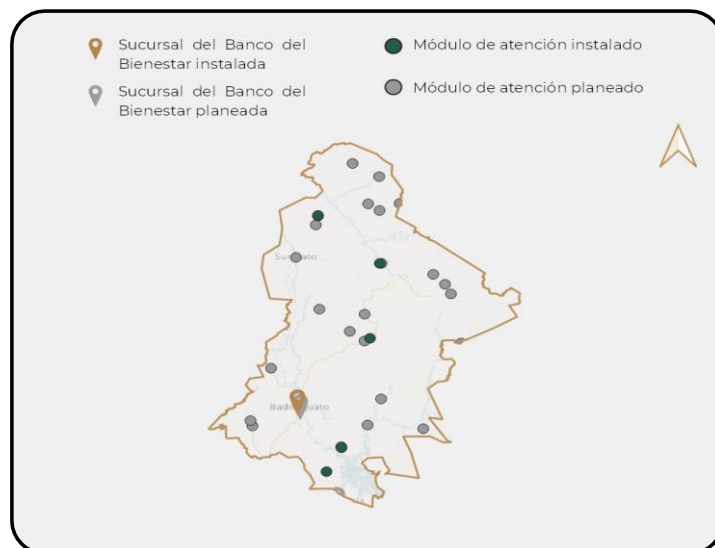 Sucursal del Banco del
Bienestar instalada
Sucursal del Banco del
Bienestar planeada
Módulo de atención instalado
Módulo de atención planeado